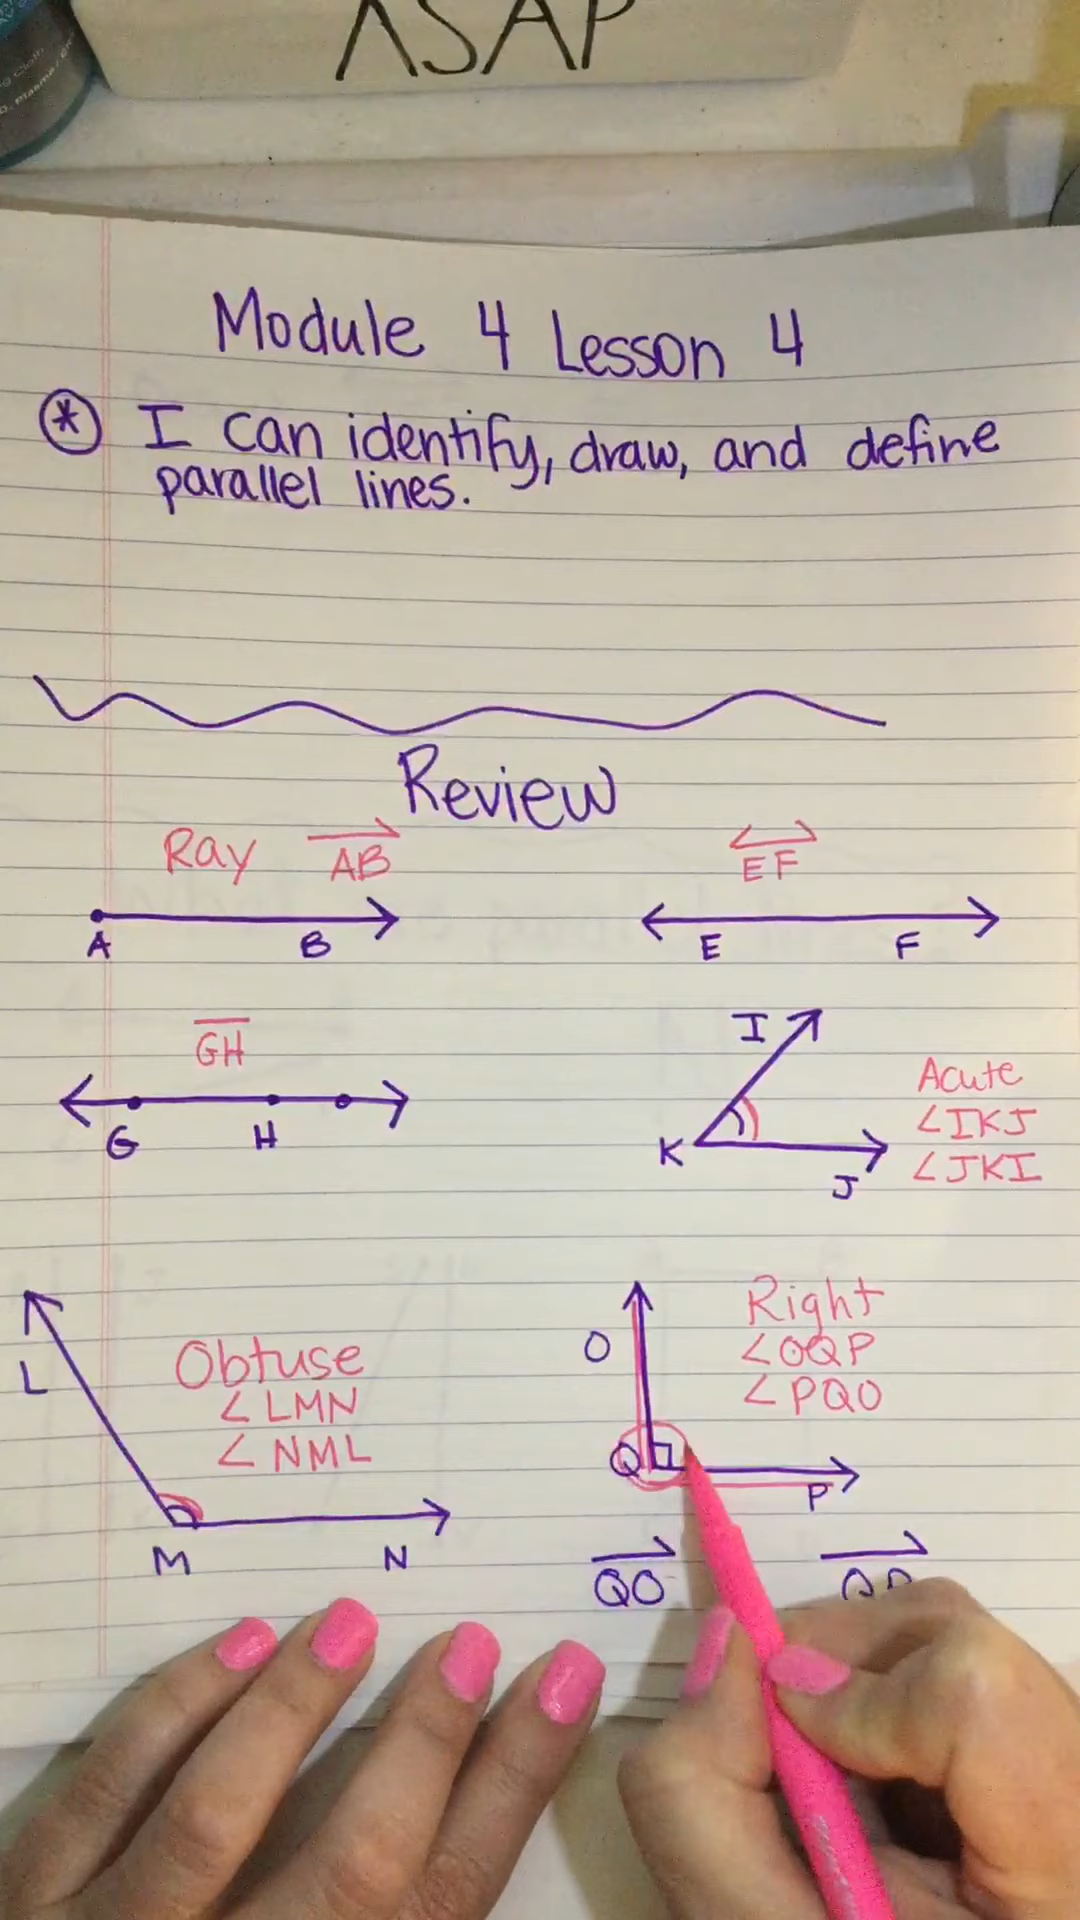 ASAP
Module 4 Lesson 4
* I can identify, draw, and define
parallel lines.
Review
Ray AB
EF
A B
E F
GH
G H
I
K
J
Acute
∠IKJ
∠JKI
L
Obtuse
∠LMN
∠NML
M N
O
Right
∠OQP
∠PQO
Q
P
QO